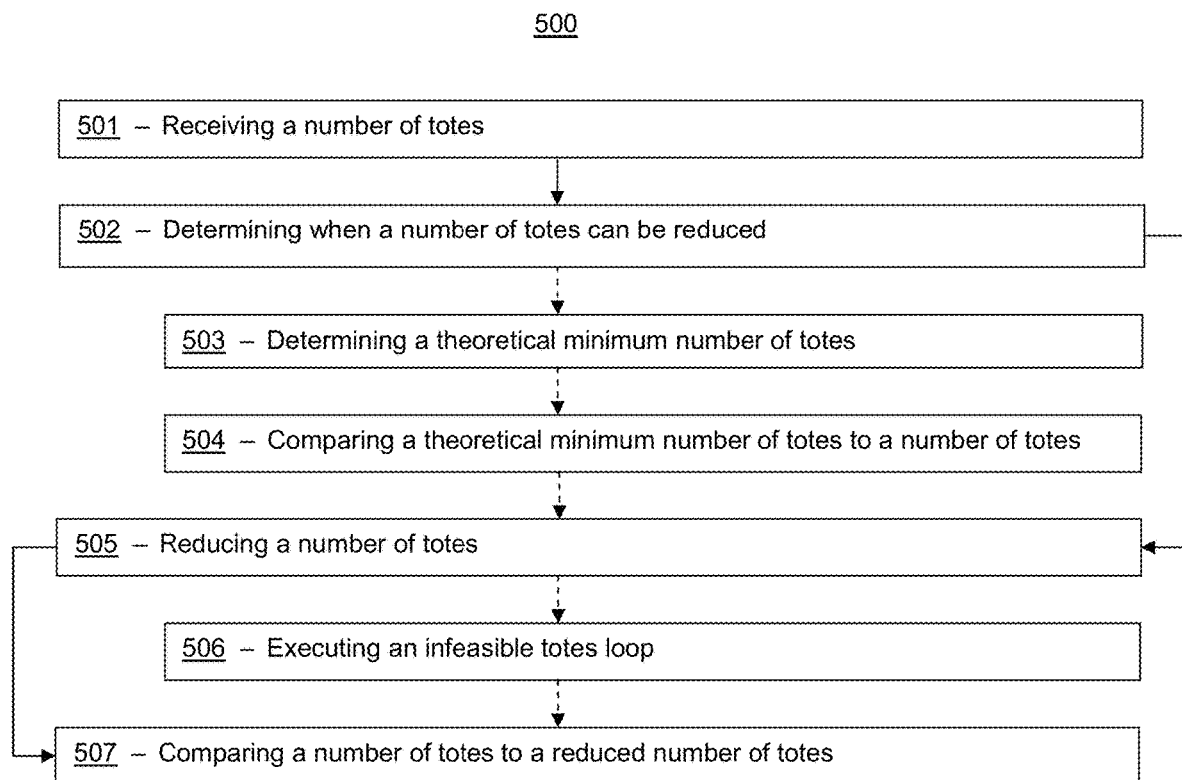 500
501 – Receiving a number of totes
502 – Determining when a number of totes can be reduced
503 – Determining a theoretical minimum number of totes
504 – Comparing a theoretical minimum number of totes to a number of totes
505 – Reducing a number of totes
506 – Executing an infeasible totes loop
507 – Comparing a number of totes to a reduced number of totes